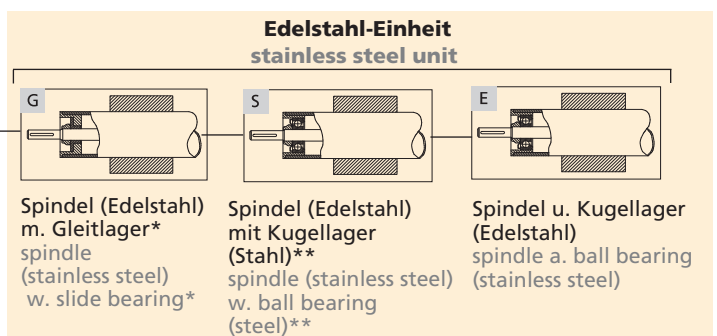 Edelstahl-Einheit
stainless steel unit
G
Spindel (Edelstahl)
m. Gleitlager*
spindle
(stainless steel)
w. slide bearing*
S
Spindel (Edelstahl)
mit Kugellager
(Stahl)**
spindle (stainless steel)
w. ball bearing
(steel)**
E
Spindel u. Kugellager
(Edelstahl)
spindle a. ball bearing
(stainless steel)